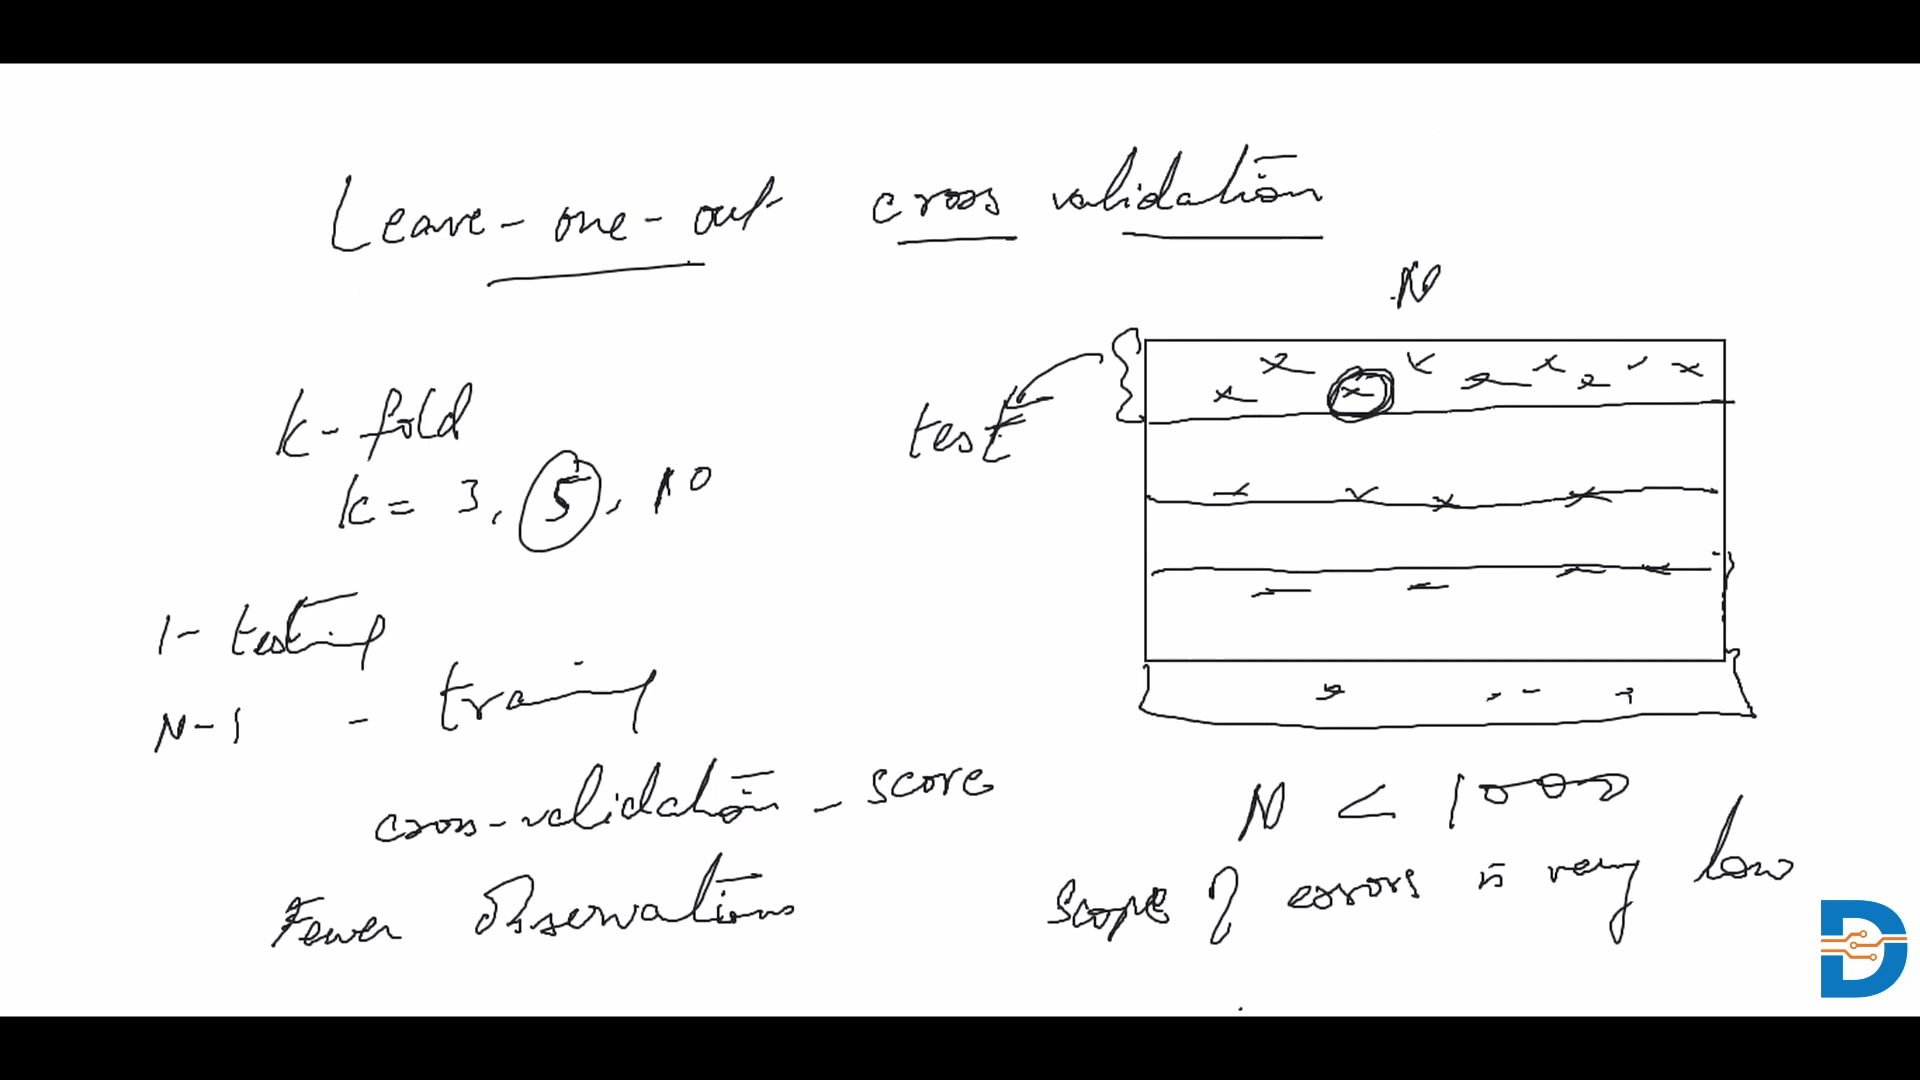 Leave-one-out cross validation
N
k-fold
test
k = 3, 5, 10
1- testing
N-1 - training
cross-validation-score
N < 1000
Fewer observations
Scope of errors is very low
D